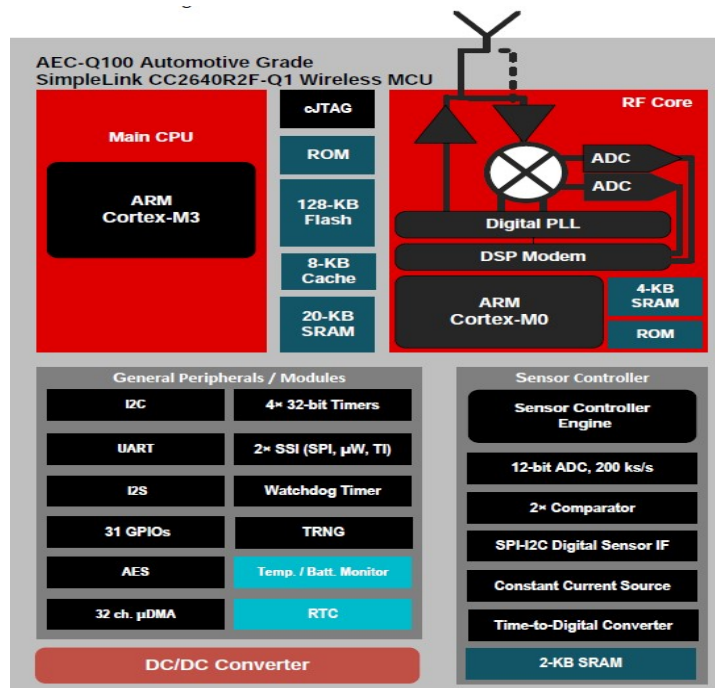 AEC-Q100 Automotive Grade
SimpleLink CC2640R2F-Q1 Wireless MCU
Main CPU
ARM
Cortex-M3
cJTAG
ROM
128-KB
Flash
8-KB
Cache
20-KB
SRAM
RF Core
ADC
ADC
Digital PLL
DSP Modem
ARM
Cortex-M0
4-KB
SRAM
ROM
General Peripherals / Modules
I2C
4× 32-bit Timers
UART
2× SSI (SPI, µW, TI)
I2S
Watchdog Timer
31 GPIOs
TRNG
AES
Temp. / Batt. Monitor
32 ch. µDMA
RTC
Sensor Controller
Sensor Controller
Engine
12-bit ADC, 200 ks/s
2× Comparator
SPI-I2C Digital Sensor IF
Constant Current Source
Time-to-Digital Converter
2-KB SRAM
DC/DC Converter